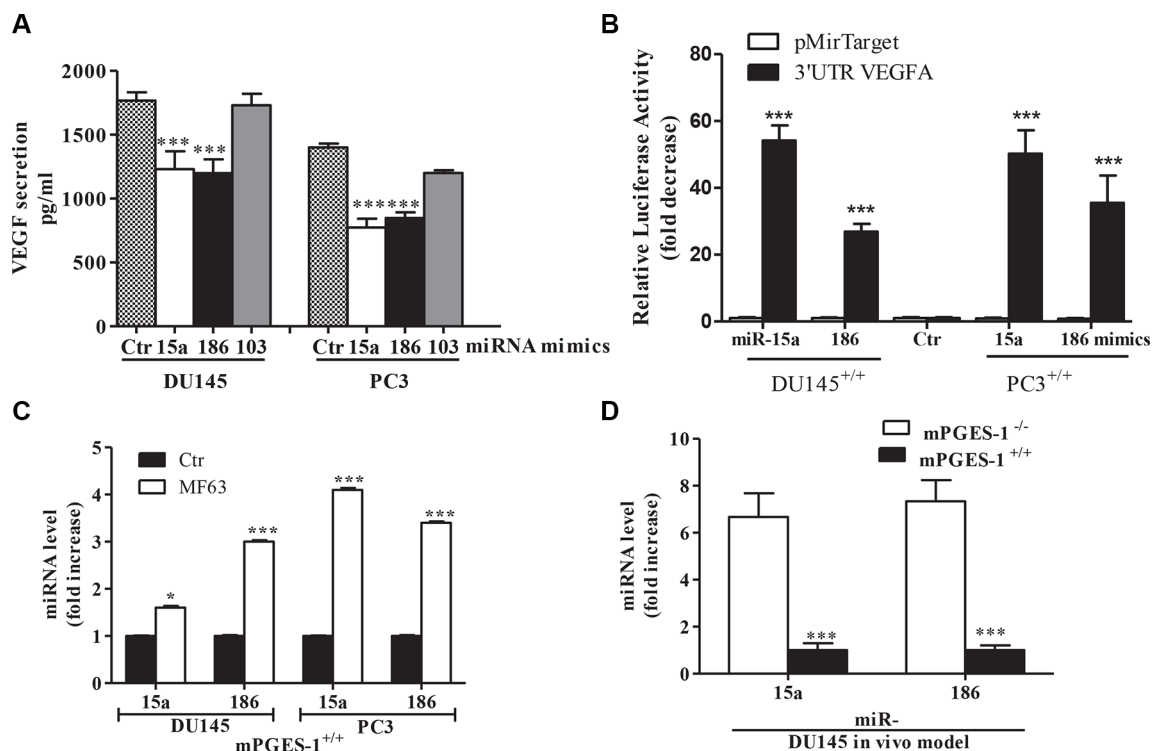 A
2000
1500
1000
500
0
VEGF secretion
pg/ml
***
***
***
***
Ctr 15a 186 103 Ctr 15a 186 103 miRNA mimics
DU145 PC3
B
pMirTarget
3'UTR VEGFA
80
60
40
20
0
Relative Luciferase Activity
(fold decrease)
***
***
***
***
miR-15a 186 Ctr 15a 186 mimics
DU145+/+ PC3+/+
C
Ctr
MF63
5
4
3
2
1
0
miRNA level
(fold increase)
*
***
***
***
15a 186 15a 186
DU145 PC3
mPGES-1+/+
D
mPGES-1 -/-
mPGES-1 +/+
10
8
6
4
2
0
miRNA level
(fold increase)
***
***
15a 186
miR-
DU145 in vivo model